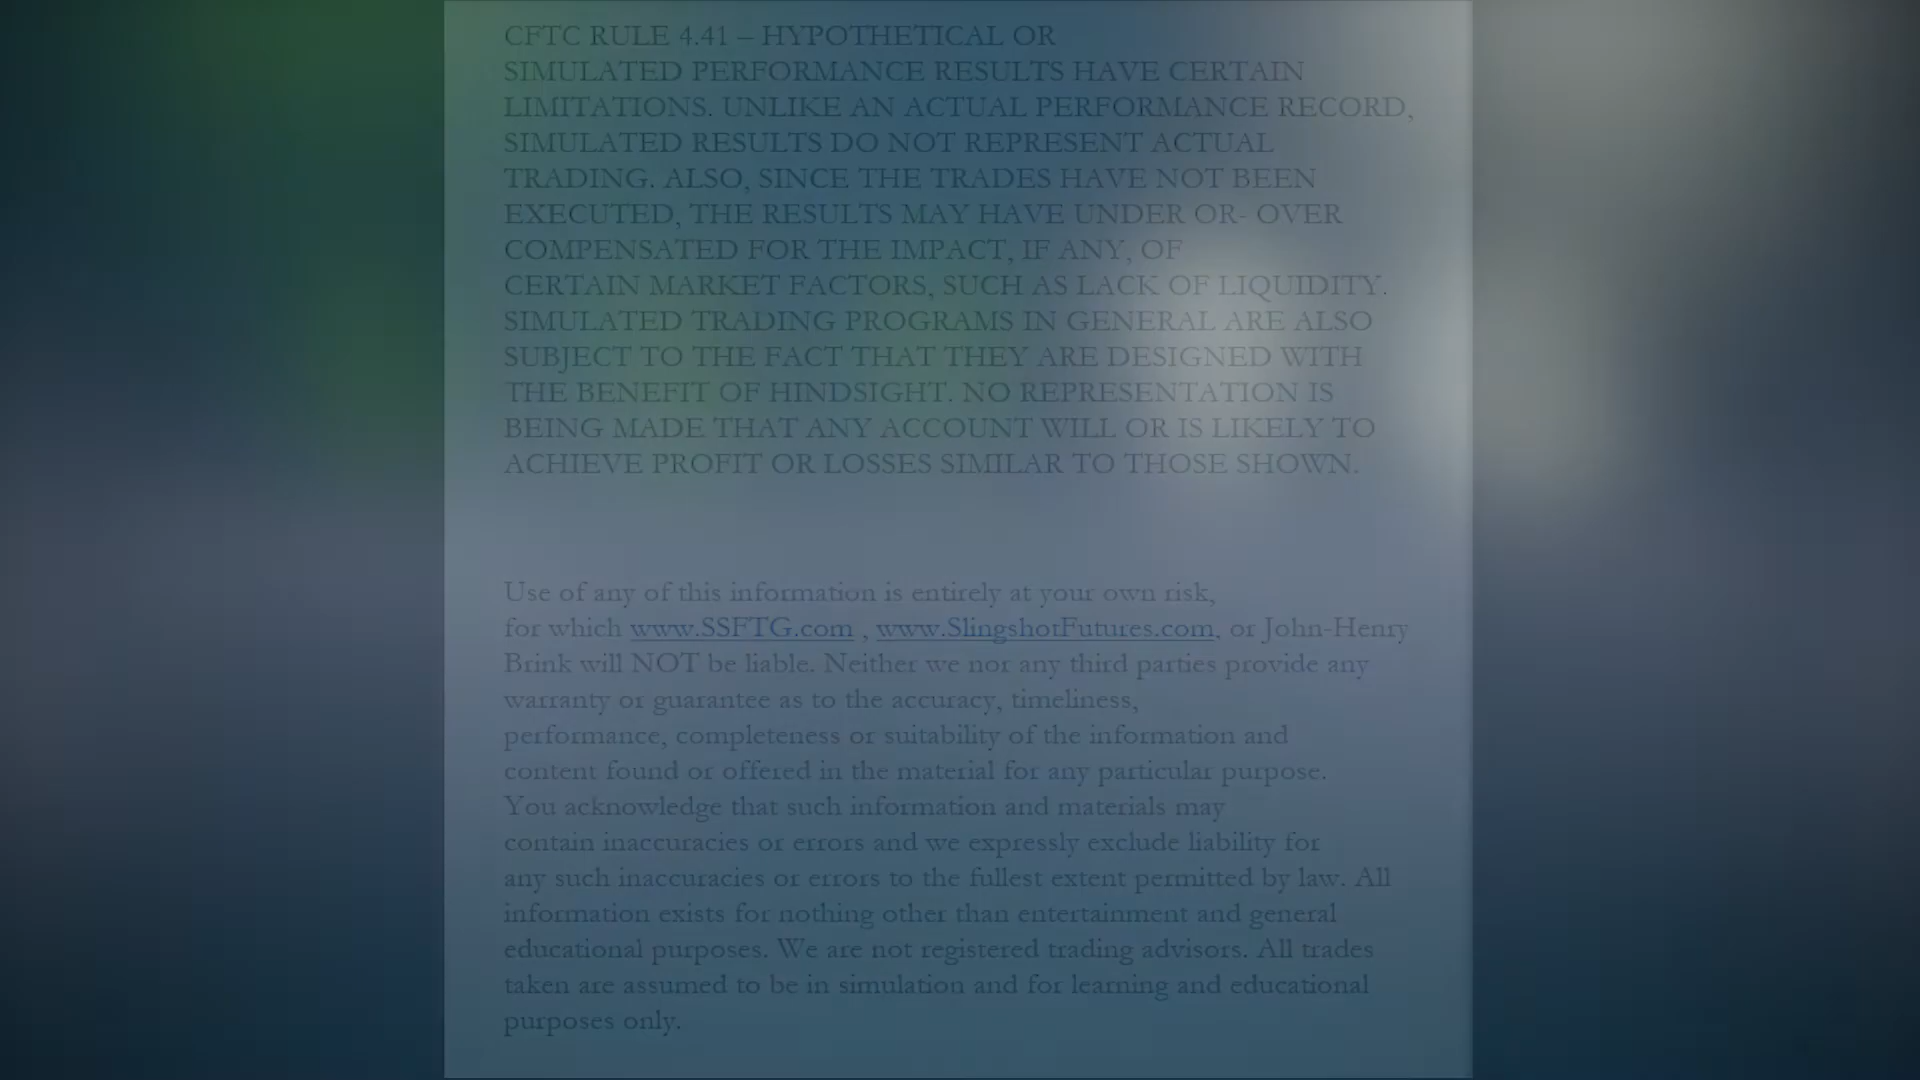 CFTC RULE 4.41 – HYPOTHETICAL OR
SIMULATED PERFORMANCE RESULTS HAVE CERTAIN
LIMITATIONS. UNLIKE AN ACTUAL PERFORMANCE RECORD,
SIMULATED RESULTS DO NOT REPRESENT ACTUAL
TRADING. ALSO, SINCE THE TRADES HAVE NOT BEEN
EXECUTED, THE RESULTS MAY HAVE UNDER OR- OVER
COMPENSATED FOR THE IMPACT, IF ANY, OF
CERTAIN MARKET FACTORS, SUCH AS LACK OF LIQUIDITY.
SIMULATED TRADING PROGRAMS IN GENERAL ARE ALSO
SUBJECT TO THE FACT THAT THEY ARE DESIGNED WITH
THE BENEFIT OF HINDSIGHT. NO REPRESENTATION IS
BEING MADE THAT ANY ACCOUNT WILL OR IS LIKELY TO
ACHIEVE PROFIT OR LOSSES SIMILAR TO THOSE SHOWN.
Use of any of this information is entirely at your own risk,
for which www.SSFTG.com , www.SlingshotFutures.com, or John-Henry
Brink will NOT be liable. Neither we nor any third parties provide any
warranty or guarantee as to the accuracy, timeliness,
performance, completeness or suitability of the information and
content found or offered in the material for any particular purpose.
You acknowledge that such information and materials may
contain inaccuracies or errors and we expressly exclude liability for
any such inaccuracies or errors to the fullest extent permitted by law. All
information exists for nothing other than entertainment and general
educational purposes. We are not registered trading advisors. All trades
taken are assumed to be in simulation and for learning and educational
purposes only.